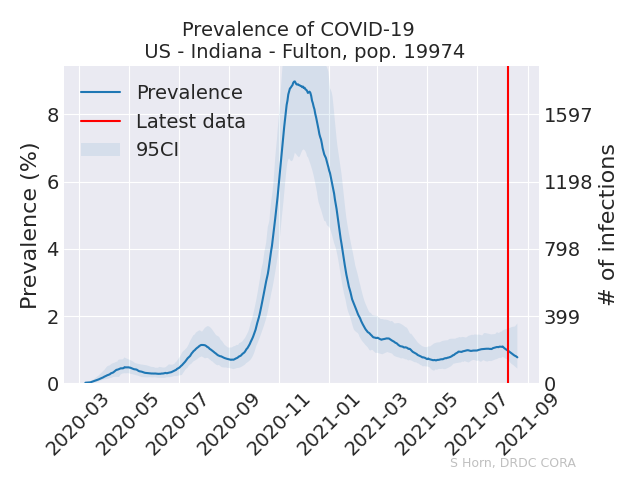 Prevalence of COVID-19
US - Indiana - Fulton, pop. 19974
Prevalence
Latest data
95CI
Prevalence (%)
8
6
4
2
0
1597
1198
798
399
0
# of infections
2020-03
2020-05
2020-07
2020-09
2020-11
2021-01
2021-03
2021-05
2021-07
2021-09
S Horn, DRDC CORA